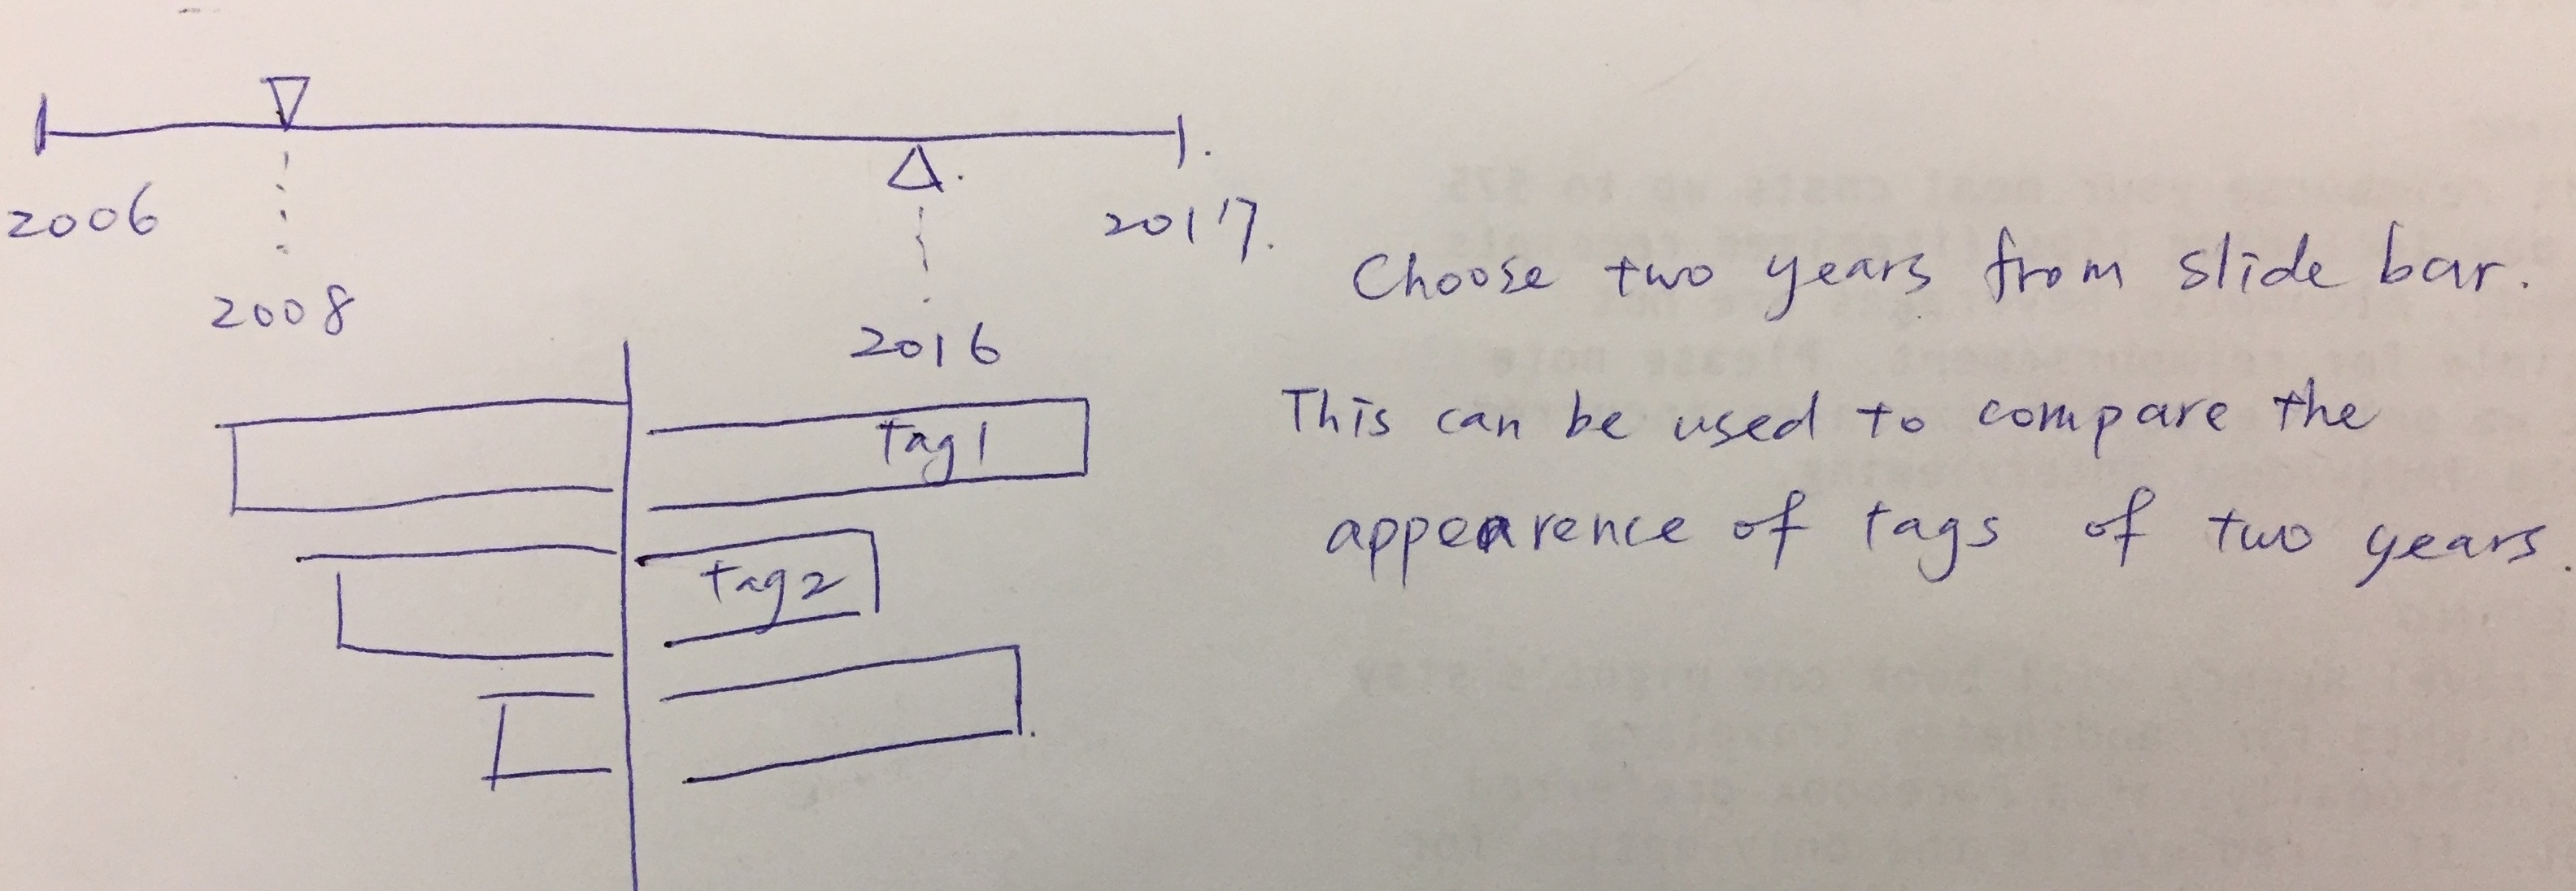 2006
2017.
2008
2016
Tag1
Tag2
Choose two years from slide bar.
This can be used to compare the
appearence of tags of two years.